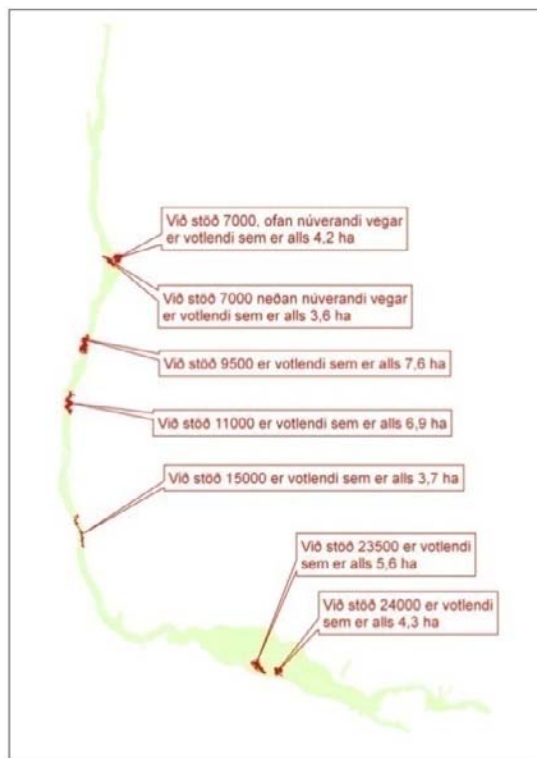 Við stöð 7000, ofan núverandi vegar
er votlendi sem er alls 4,2 ha
Við stöð 7000 neðan núverandi vegar
er votlendi sem er alls 3,6 ha
Við stöð 9500 er votlendi sem er alls 7,6 ha
Við stöð 11000 er votlendi sem er alls 6,9 ha
Við stöð 15000 er votlendi sem er alls 3,7 ha
Við stöð 23500 er votlendi
sem er alls 5,6 ha
Við stöð 24000 er votlendi
sem er alls 4,3 ha